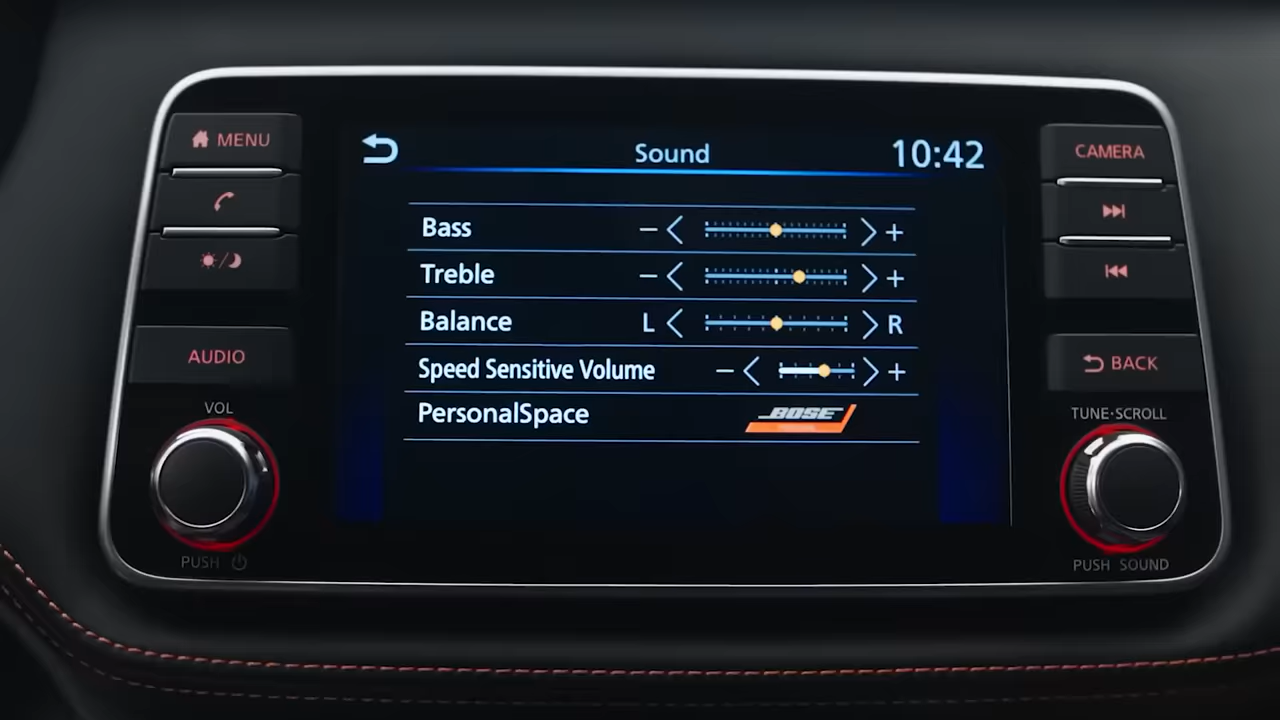 MENU
AUDIO
VOL
PUSH
Sound
10:42
Bass - +
Treble - +
Balance L R
Speed Sensitive Volume - +
PersonalSpace BOSE
CAMERA
BACK
TUNE·SCROLL
PUSH SOUND